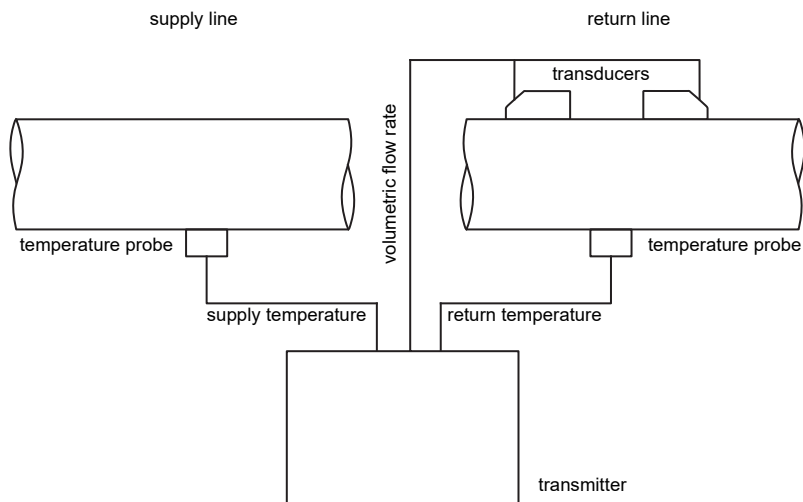 supply line
return line
transducers
volumetric flow rate
temperature probe
temperature probe
supply temperature
return temperature
transmitter